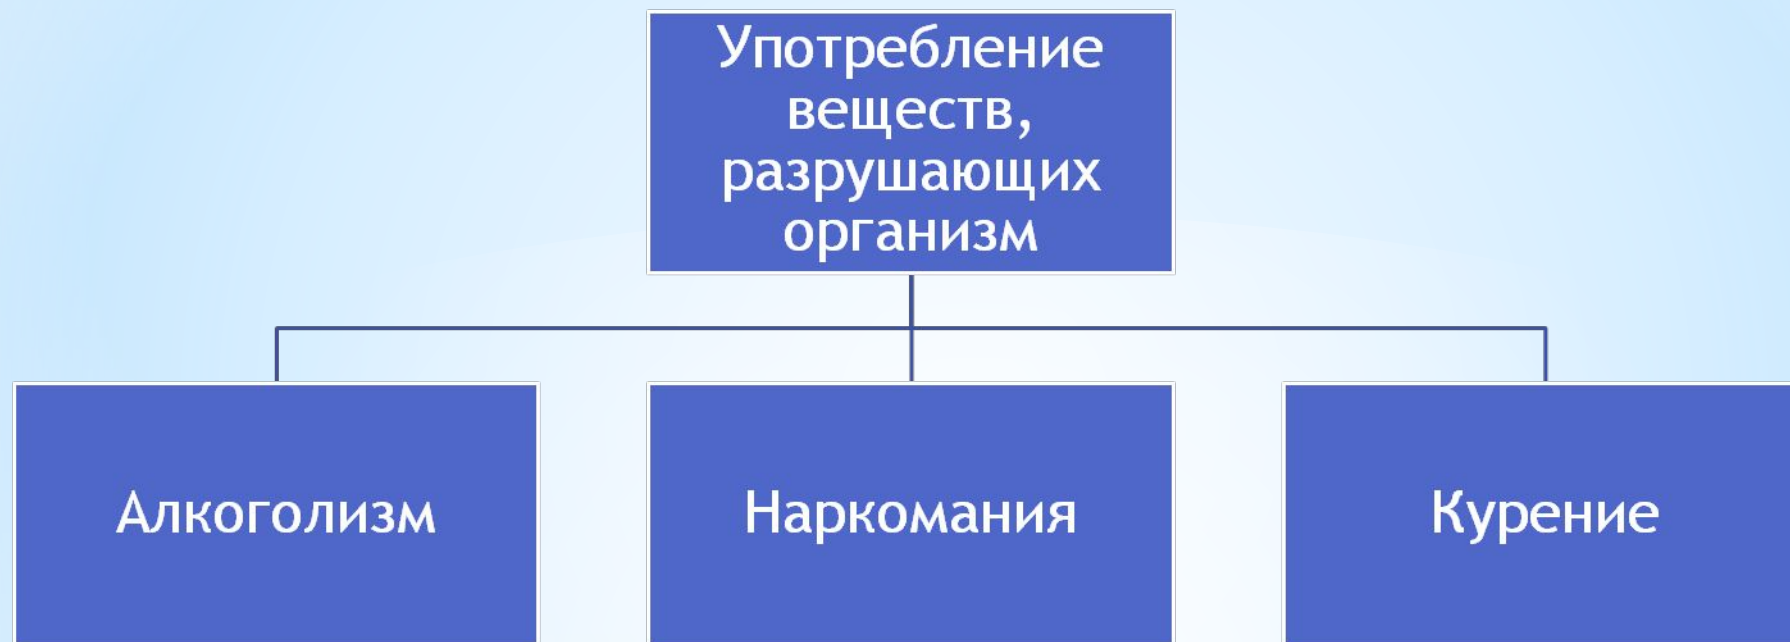 Употребление
веществ,
разрушающих
организм
Алкоголизм
Наркомания
Курение